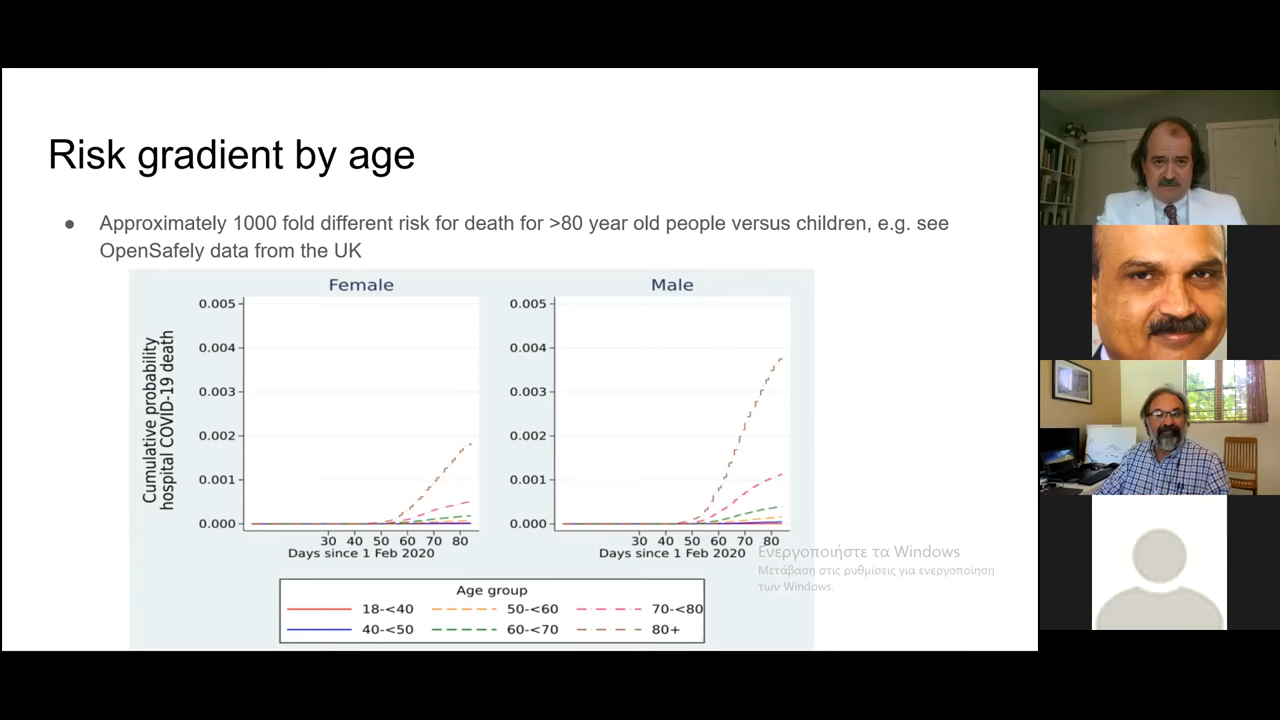 Risk gradient by age
● Approximately 1000 fold different risk for death for >80 year old people versus children, e.g. see
OpenSafely data from the UK
Female
Male
Cumulative probability
hospital COVID-19 death
0.005
0.004
0.003
0.002
0.001
0.000
30 40 50 60 70 80
Days since 1 Feb 2020
0.005
0.004
0.003
0.002
0.001
0.000
30 40 50 60 70 80
Days since 1 Feb 2020
Ενεργοποιήστε τα Windows
Μετάβαση στις ρυθμίσεις για ενεργοποίηση
των Windows.
Age group
18-<40 50-<60 70-<80
40-<50 60-<70 80+